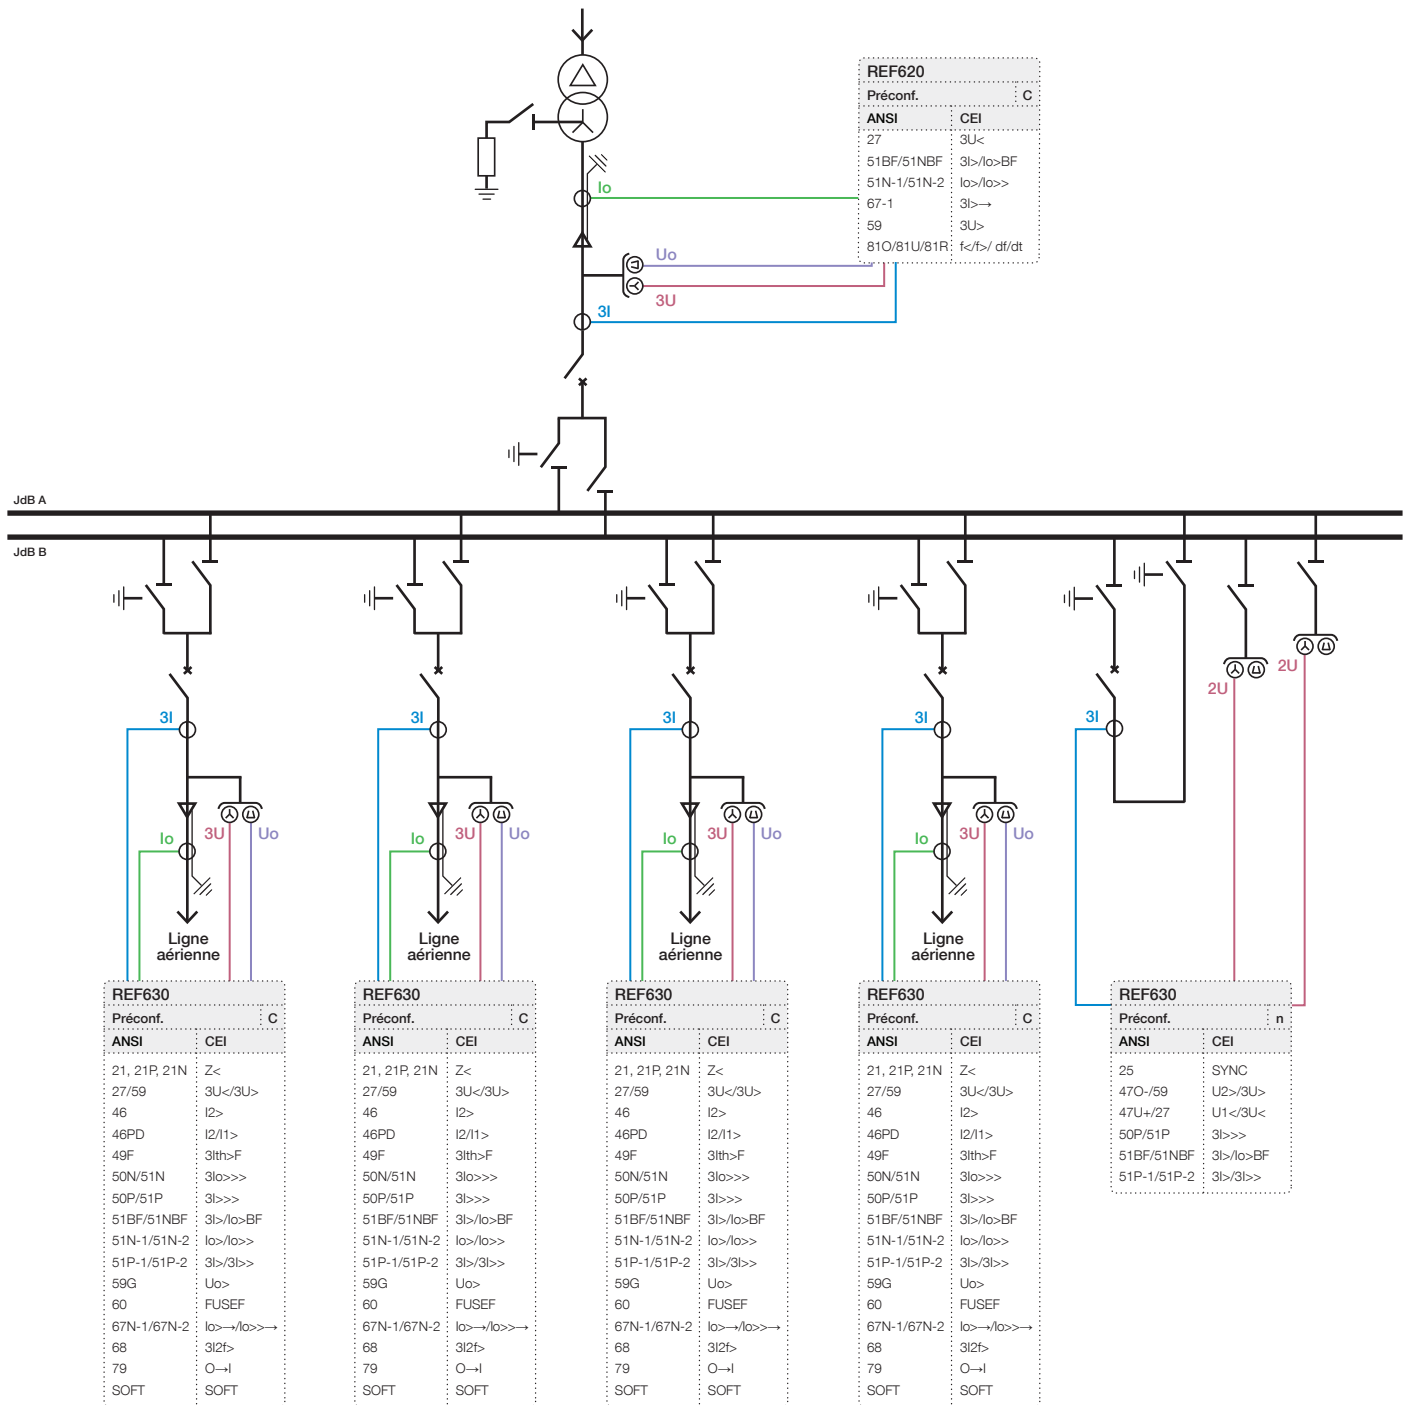 REF620
Préconf. C
ANSI CEI
27 3U<
51BF/51NBF 3I>/Io>BF
51N-1/51N-2 Io>/Io>>
67-1 3I>→
59 3U>
81O/81U/81R f</f>/ df/dt
Io
Uo
3U
3I
JdB A
JdB B
2U
2U
3I
3I
3I
3I
3I
3U Uo
3U Uo
3U Uo
3U Uo
Io
Io
Io
Io
Ligne
aérienne
Ligne
aérienne
Ligne
aérienne
Ligne
aérienne
REF630
Préconf. C
ANSI CEI
21, 21P, 21N Z<
27/59 3U</3U>
46 I2>
46PD I2/I1>
49F 3Ith>F
50N/51N 3Io>>>
50P/51P 3I>>>
51BF/51NBF 3I>/Io>BF
51N-1/51N-2 Io>/Io>>
51P-1/51P-2 3I>/3I>>
59G Uo>
60 FUSEF
67N-1/67N-2 Io>→/Io>>→
68 3I2f>
79 O→I
SOFT SOFT
REF630
Préconf. C
ANSI CEI
21, 21P, 21N Z<
27/59 3U</3U>
46 I2>
46PD I2/I1>
49F 3Ith>F
50N/51N 3Io>>>
50P/51P 3I>>>
51BF/51NBF 3I>/Io>BF
51N-1/51N-2 Io>/Io>>
51P-1/51P-2 3I>/3I>>
59G Uo>
60 FUSEF
67N-1/67N-2 Io>→/Io>>→
68 3I2f>
79 O→I
SOFT SOFT
REF630
Préconf. C
ANSI CEI
21, 21P, 21N Z<
27/59 3U</3U>
46 I2>
46PD I2/I1>
49F 3Ith>F
50N/51N 3Io>>>
50P/51P 3I>>>
51BF/51NBF 3I>/Io>BF
51N-1/51N-2 Io>/Io>>
51P-1/51P-2 3I>/3I>>
59G Uo>
60 FUSEF
67N-1/67N-2 Io>→/Io>>→
68 3I2f>
79 O→I
SOFT SOFT
REF630
Préconf. C
ANSI CEI
21, 21P, 21N Z<
27/59 3U</3U>
46 I2>
46PD I2/I1>
49F 3Ith>F
50N/51N 3Io>>>
50P/51P 3I>>>
51BF/51NBF 3I>/Io>BF
51N-1/51N-2 Io>/Io>>
51P-1/51P-2 3I>/3I>>
59G Uo>
60 FUSEF
67N-1/67N-2 Io>→/Io>>→
68 3I2f>
79 O→I
SOFT SOFT
REF630
Préconf. n
ANSI CEI
25 SYNC
47O-/59 U2>/3U>
47U+/27 U1</3U<
50P/51P 3I>>>
51BF/51NBF 3I>/Io>BF
51P-1/51P-2 3I>/3I>>